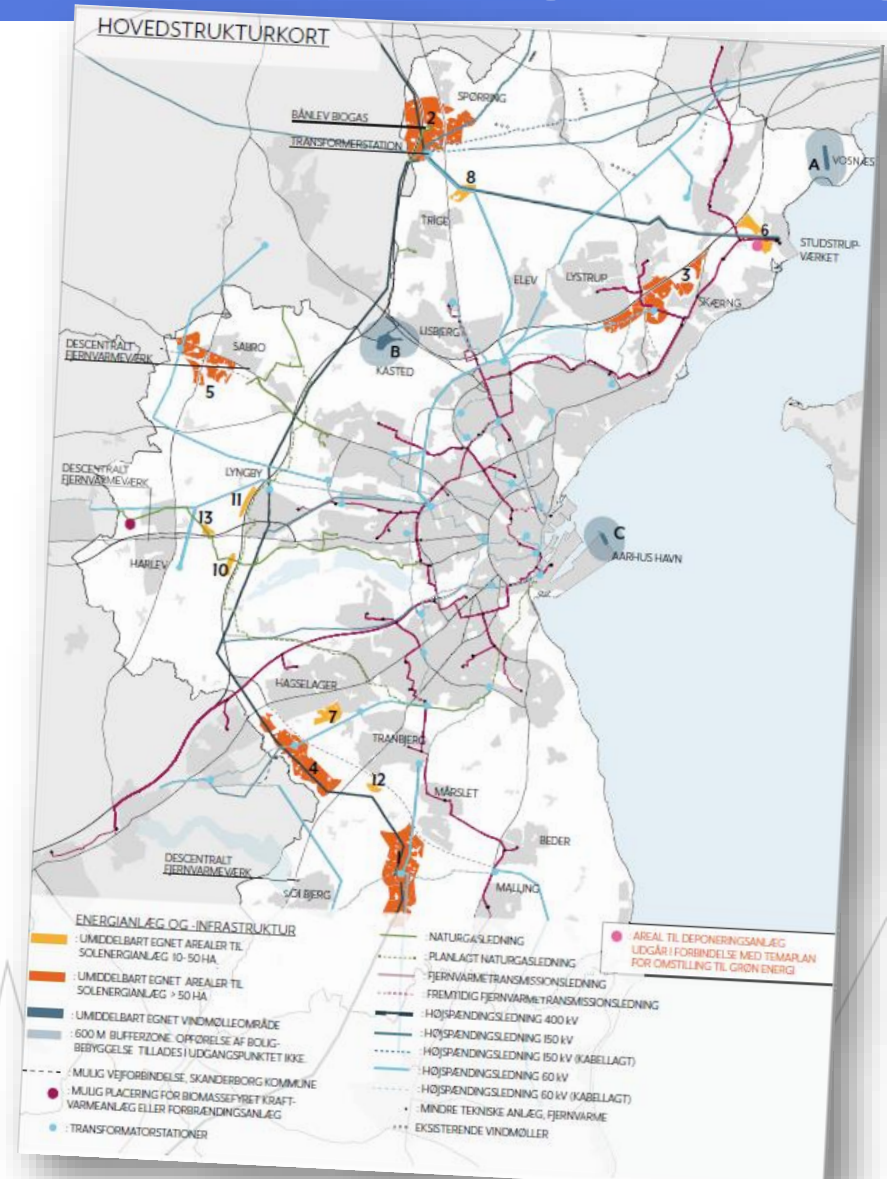 HOVEDSTRUKTURKORT
SPØRRING
BÅNLEV BIOGAS
2
TRANSFORMERSTATION
A
VOSNÆS
8
TRIGE
6
STUDSTRUP-
VÆRKET
ELEV
LYSTRUP
3
SKÆRING
LISBJERG
DESCENTRALT
FJERNVARMEVÆRK
SABRO
B
KASTED
5
DESCENTRALT
FJERNVARMEVÆRK
LYNGBY
11
13
C
AARHUS HAVN
HARLEV
10
HASSELAGER
7
TRANBJERG
4
12
MÅRSLET
BEDER
1
DESCENTRALT
FJERNVARMEVÆRK
SOLBJERG
MALLING
ENERGIANLÆG OG -INFRASTRUKTUR
: UMIDDELBART EGNET AREALER TIL
SOLENERGIANLÆG 10-50 HA
: UMIDDELBART EGNET AREALER TIL
SOLENERGIANLÆG > 50 HA
: UMIDDELBART EGNET VINDMØLLEOMRÅDE
: 600 M BUFFERZONE. OPFØRELSE AF BOLIG-
BEBYGGELSE TILLADES I UDGANGSPUNKTET IKKE.
: MULIG VEJFORBINDELSE, SKANDERBORG KOMMUNE
: MULIG PLACERING FOR BIOMASSEFYRET KRAFT-
VARMEANLÆG ELLER FORBRÆNDINGSANLÆG
: TRANSFORMATORSTATIONER
: NATURGASLEDNING
: PLANLAGT NATURGASLEDNING
: FJERNVARMETRANSMISSIONSLEDNING
: FREMTIDIG FJERNVARMETRANSMISSIONSLEDNING
: HØJSPÆNDINGSLEDNING 400 kV
: HØJSPÆNDINGSLEDNING 150 kV
: HØJSPÆNDINGSLEDNING 150 kV (KABELLAGT)
: HØJSPÆNDINGSLEDNING 60 kV
: HØJSPÆNDINGSLEDNING 60 kV (KABELLAGT)
: MINDRE TEKNISKE ANLÆG, FJERNVARME
EKSISTERENDE VINDMØLLER
AREAL TIL DEPONERINGSANLÆG
UDGÅR I FORBINDELSE MED TEMAPLAN
FOR OMSTILLING TIL GRØN ENERGI